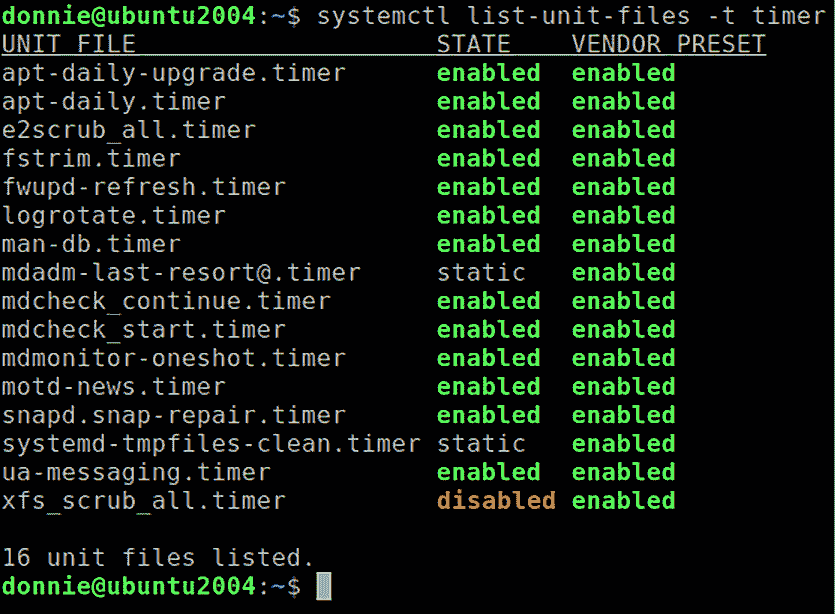 donnie@ubuntu2004:~$ systemctl list-unit-files -t timer
UNIT FILE                    STATE    VENDOR PRESET
apt-daily-upgrade.timer      enabled  enabled
apt-daily.timer              enabled  enabled
e2scrub_all.timer            enabled  enabled
fstrim.timer                 enabled  enabled
fwupd-refresh.timer          enabled  enabled
logrotate.timer              enabled  enabled
man-db.timer                 enabled  enabled
mdadm-last-resort@.timer     static   enabled
mdcheck_continue.timer       enabled  enabled
mdcheck_start.timer          enabled  enabled
mdmonitor-oneshot.timer      enabled  enabled
motd-news.timer              enabled  enabled
snapd.snap-repair.timer      enabled  enabled
systemd-tmpfiles-clean.timer static   enabled
ua-messaging.timer           enabled  enabled
xfs_scrub_all.timer          disabled enabled
16 unit files listed.
donnie@ubuntu2004:~$